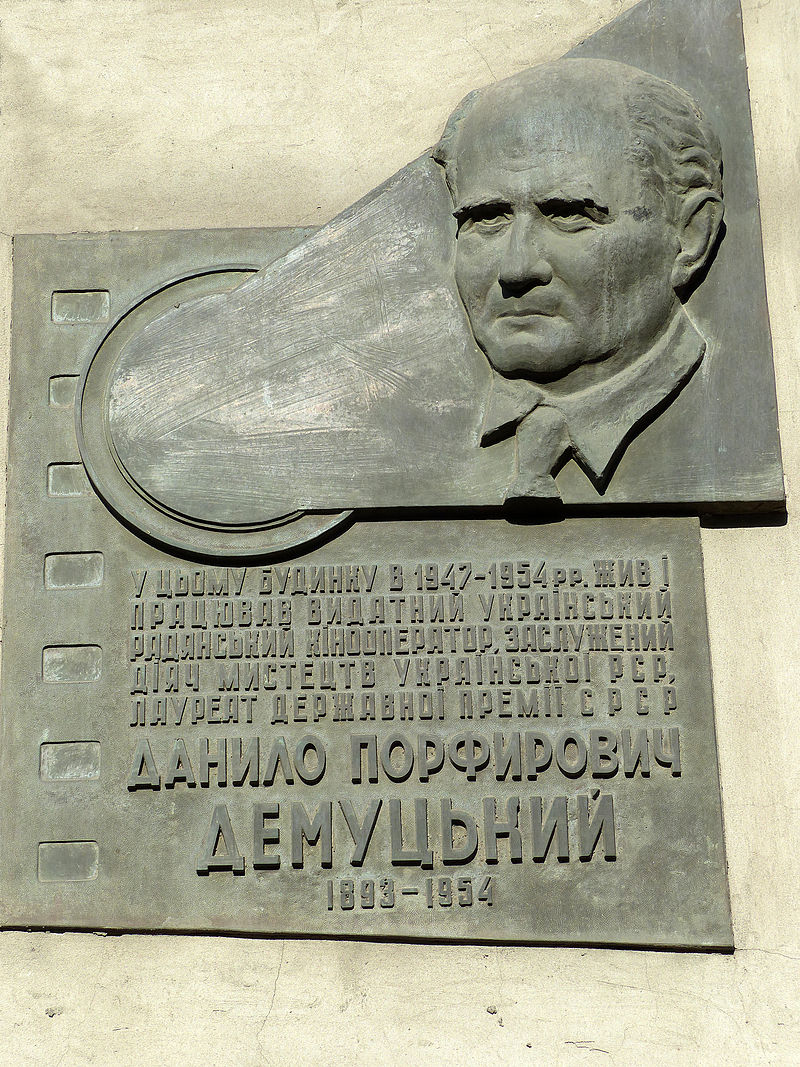 У ЦЬОМУ БУДИНКУ В 1947-1954 рр. ЖИВ І
ПРАЦЮВАВ ВИДАТНИЙ УКРАЇНСЬКИЙ
РАДЯНСЬКИЙ КІНООПЕРАТОР, ЗАСЛУЖЕНИЙ
ДІЯЧ МИСТЕЦТВ УКРАЇНСЬКОЇ РСР,
ЛАУРЕАТ ДЕРЖАВНОЇ ПРЕМІЇ СРСР
ДАНИЛО ПОРФИРОВИЧ
ДЕМУЦЬКИЙ
1893-1954